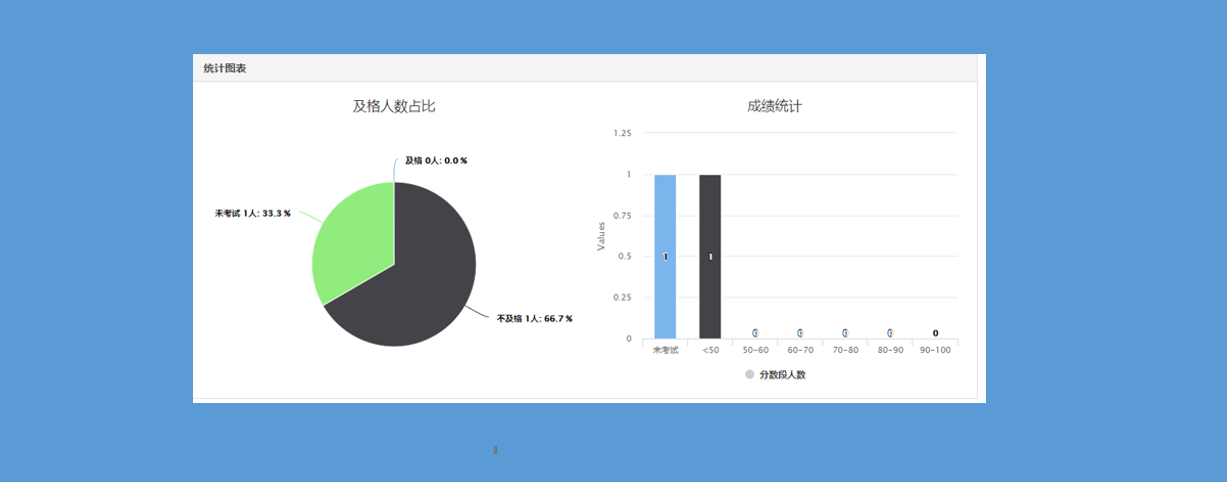 统计图表
及格人数占比
及格 0人: 0.0 %
未考试 1人: 33.3 %
不及格 1人: 66.7 %
成绩统计
Values
1.25
1
0.75
0.5
0.25
0
1
1
0
0
0
0
0
未考试
<50
50-60
60-70
70-80
80-90
90-100
分数段人数